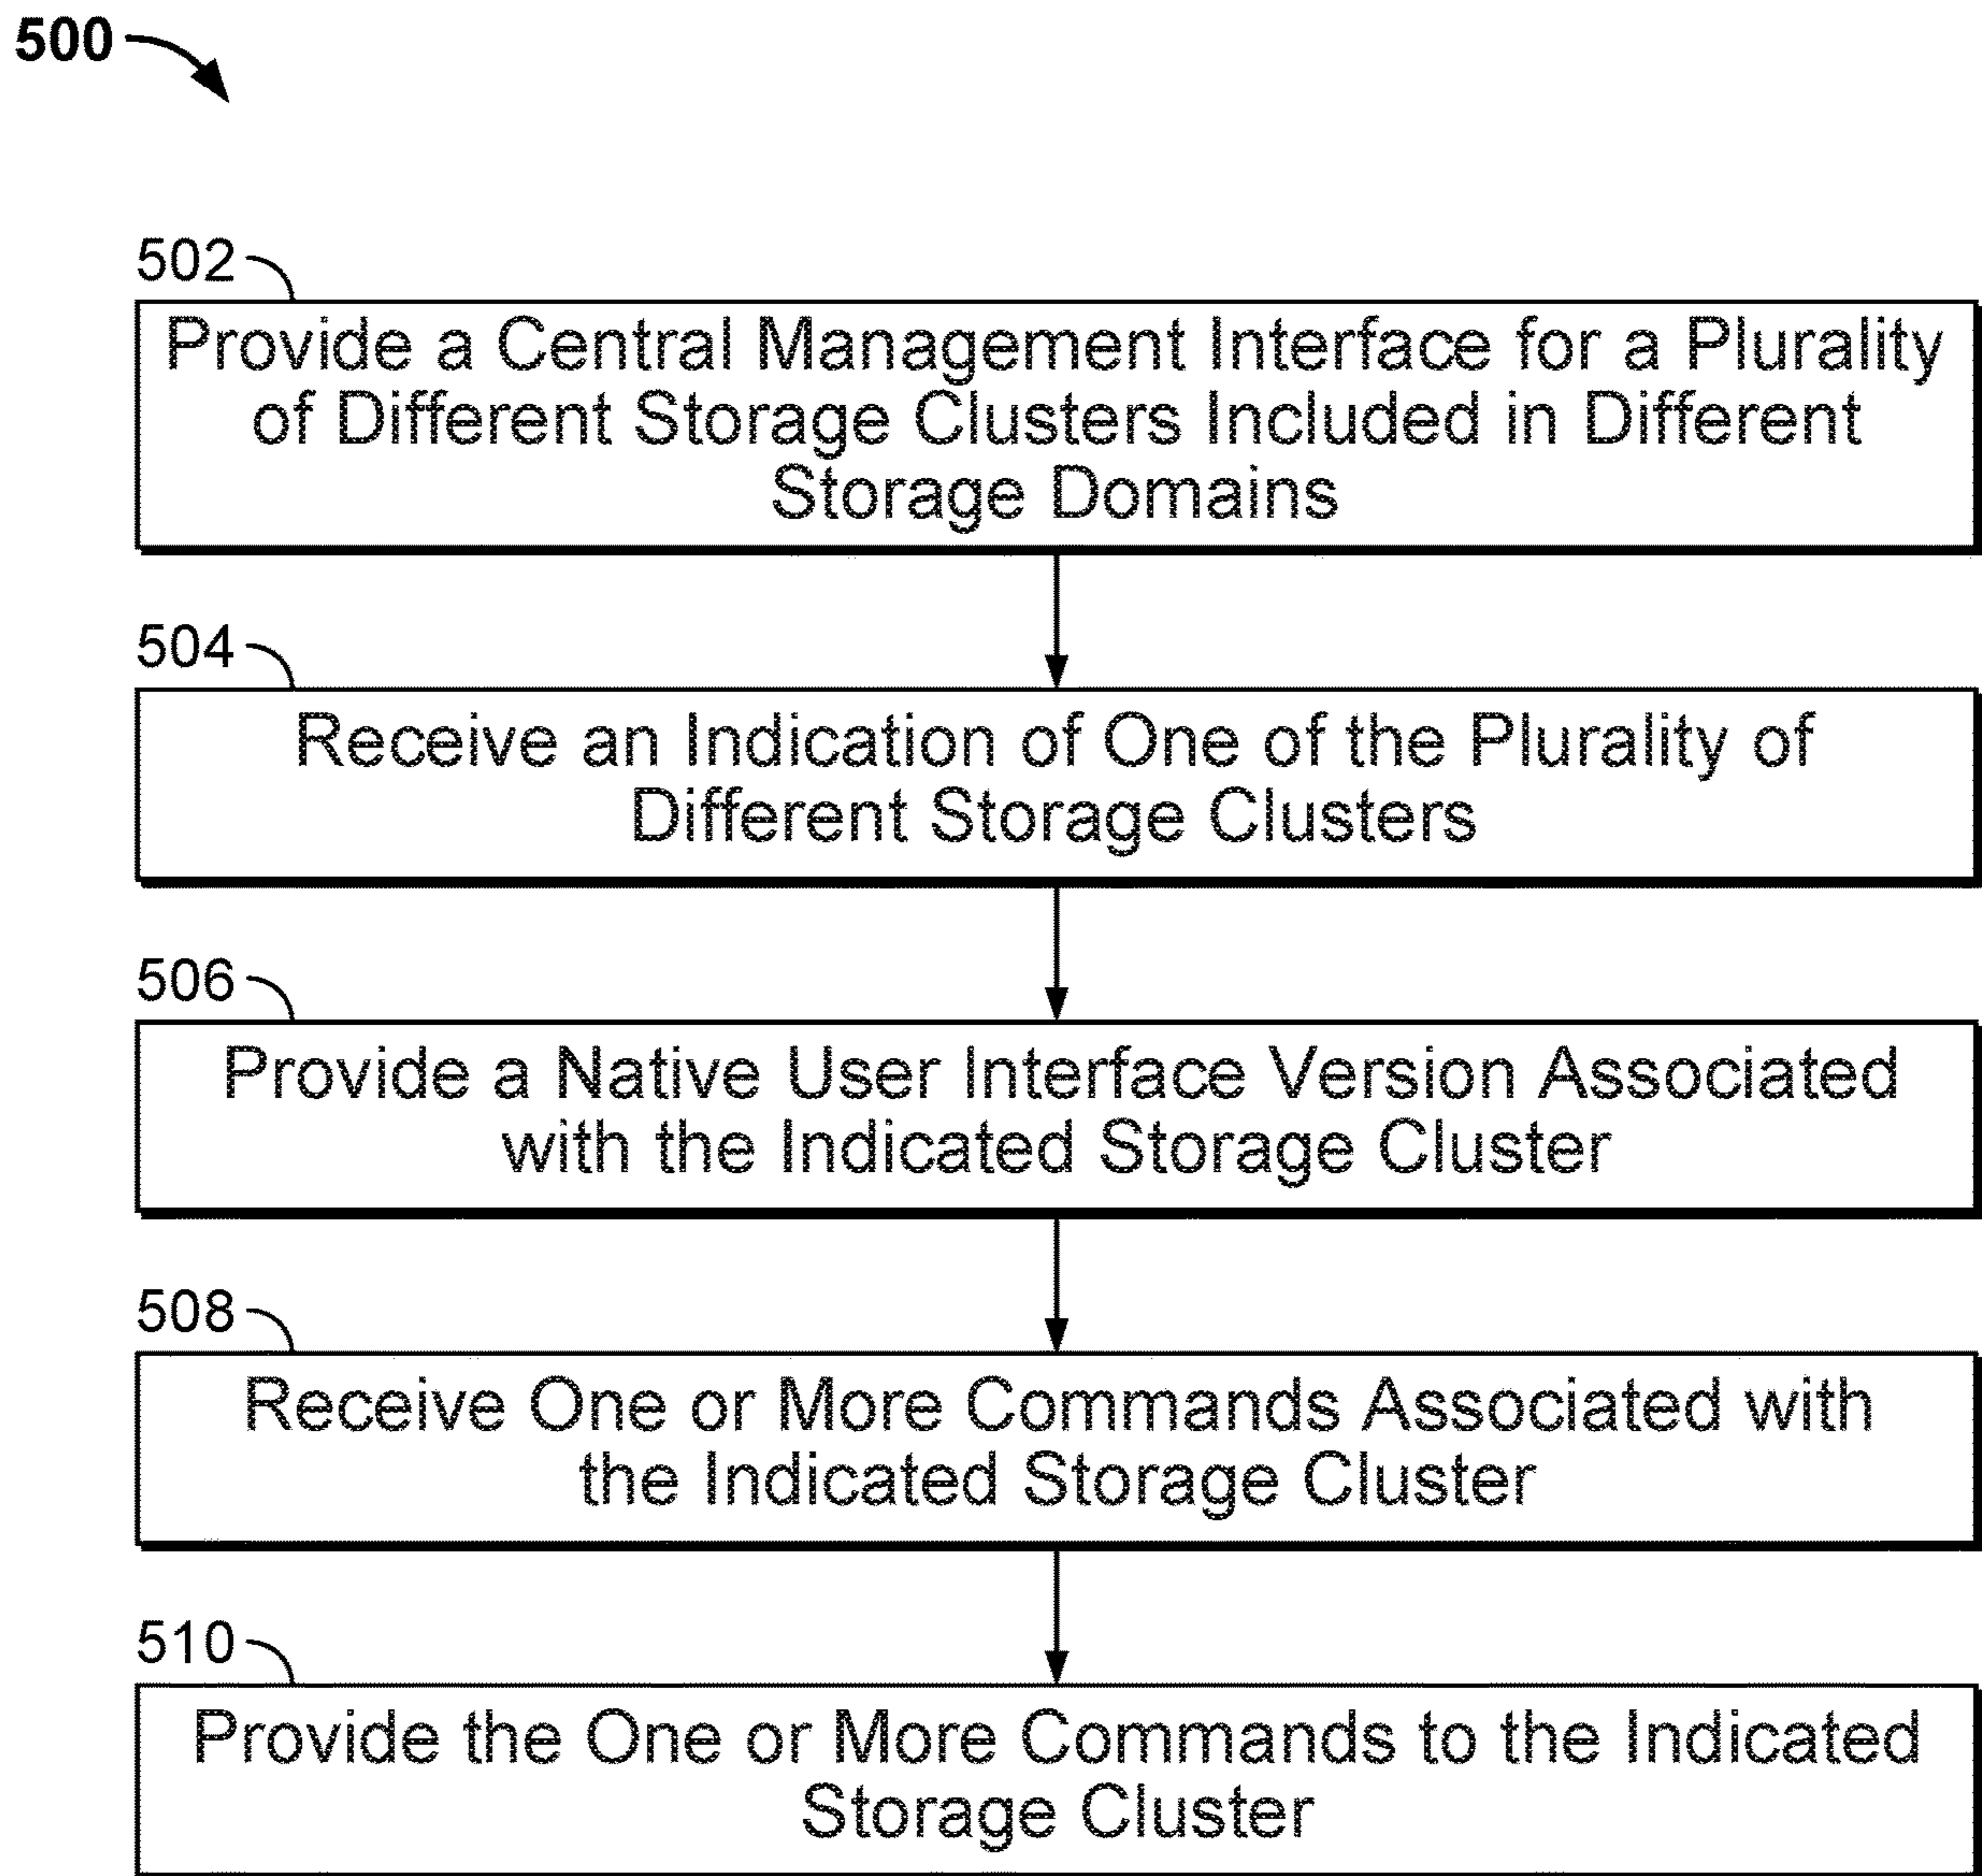 500
502
Provide a Central Management Interface for a Plurality
of Different Storage Clusters Included in Different
Storage Domains
504
Receive an Indication of One of the Plurality of
Different Storage Clusters
506
Provide a Native User Interface Version Associated
with the Indicated Storage Cluster
508
Receive One or More Commands Associated with
the Indicated Storage Cluster
510
Provide the One or More Commands to the Indicated
Storage Cluster